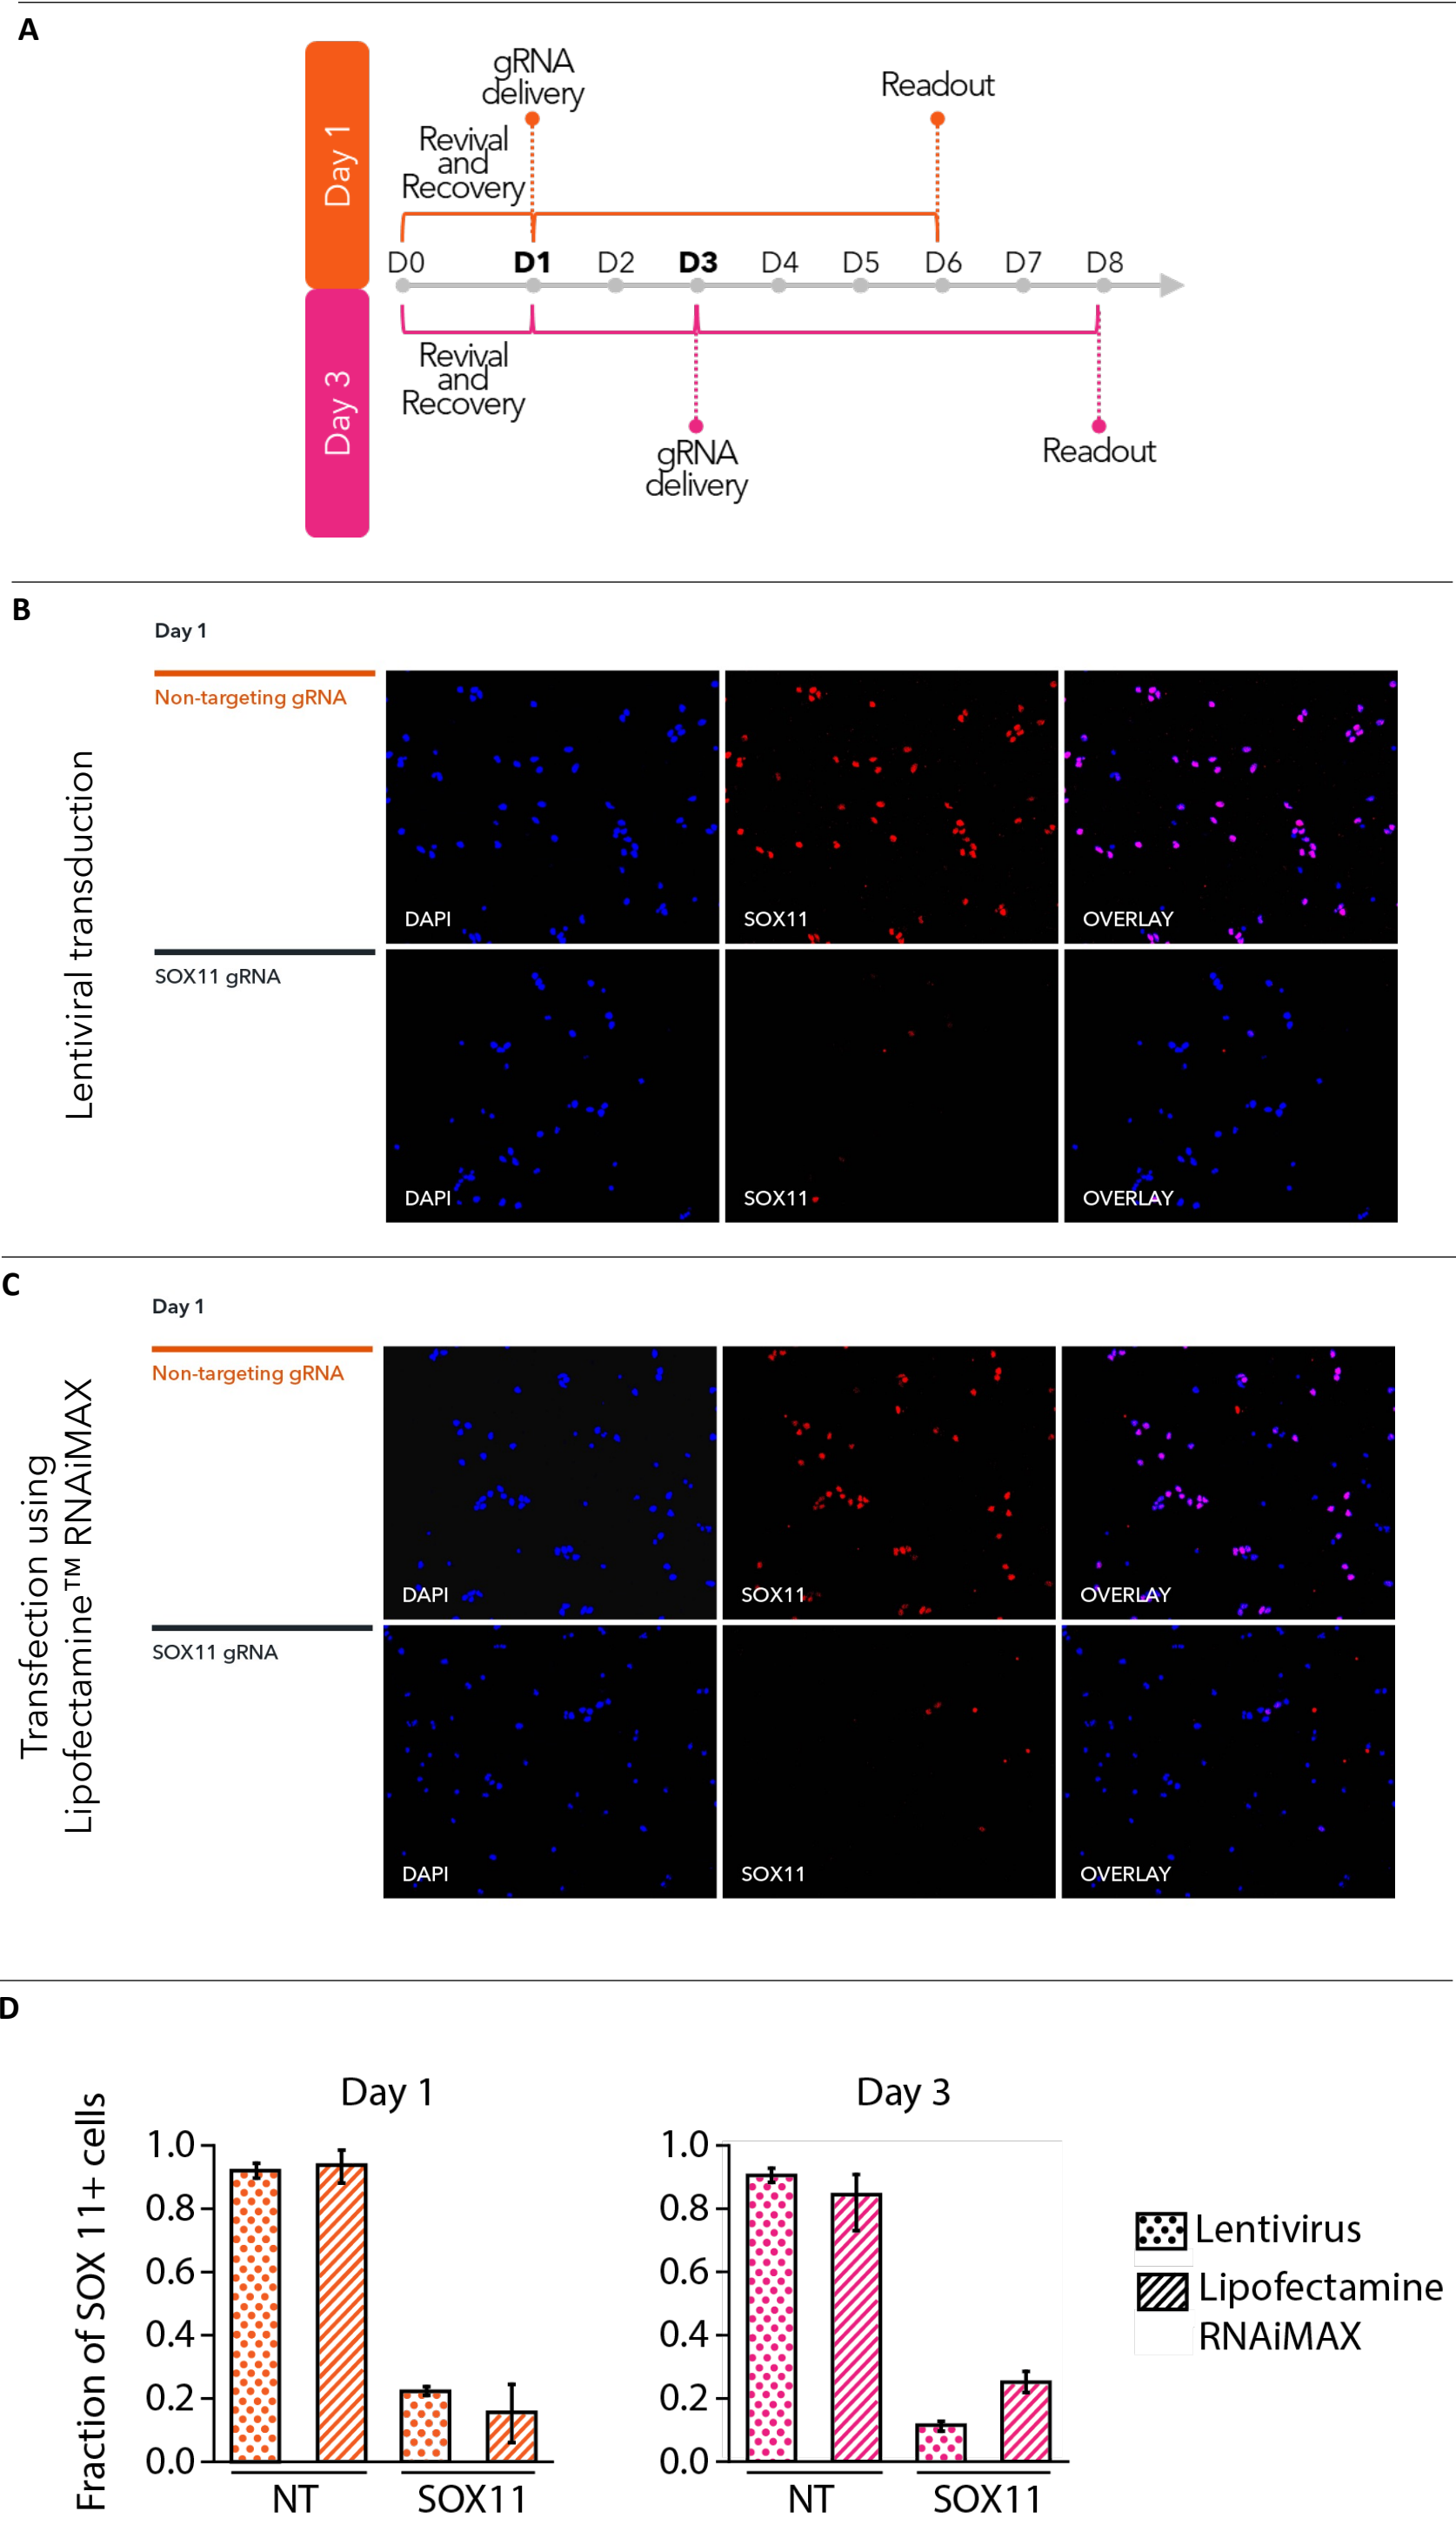 A
Day 1
gRNA
delivery
Readout
Revival
and
Recovery
D0 D1 D2 D3 D4 D5 D6 D7 D8
Day 3
Revival
and
Recovery
gRNA
delivery
Readout
B
Lentiviral transduction
Day 1
Non-targeting gRNA
DAPI SOX11 OVERLAY
SOX11 gRNA
DAPI SOX11 OVERLAY
C
Transfection using
Lipofectamine™ RNAiMAX
Day 1
Non-targeting gRNA
DAPI SOX11 OVERLAY
SOX11 gRNA
DAPI SOX11 OVERLAY
D
Fraction of SOX 11+ cells
Day 1
1.0
0.8
0.6
0.4
0.2
0.0
NT SOX11
Day 3
1.0
0.8
0.6
0.4
0.2
0.0
NT SOX11
Lentivirus
Lipofectamine
RNAiMAX